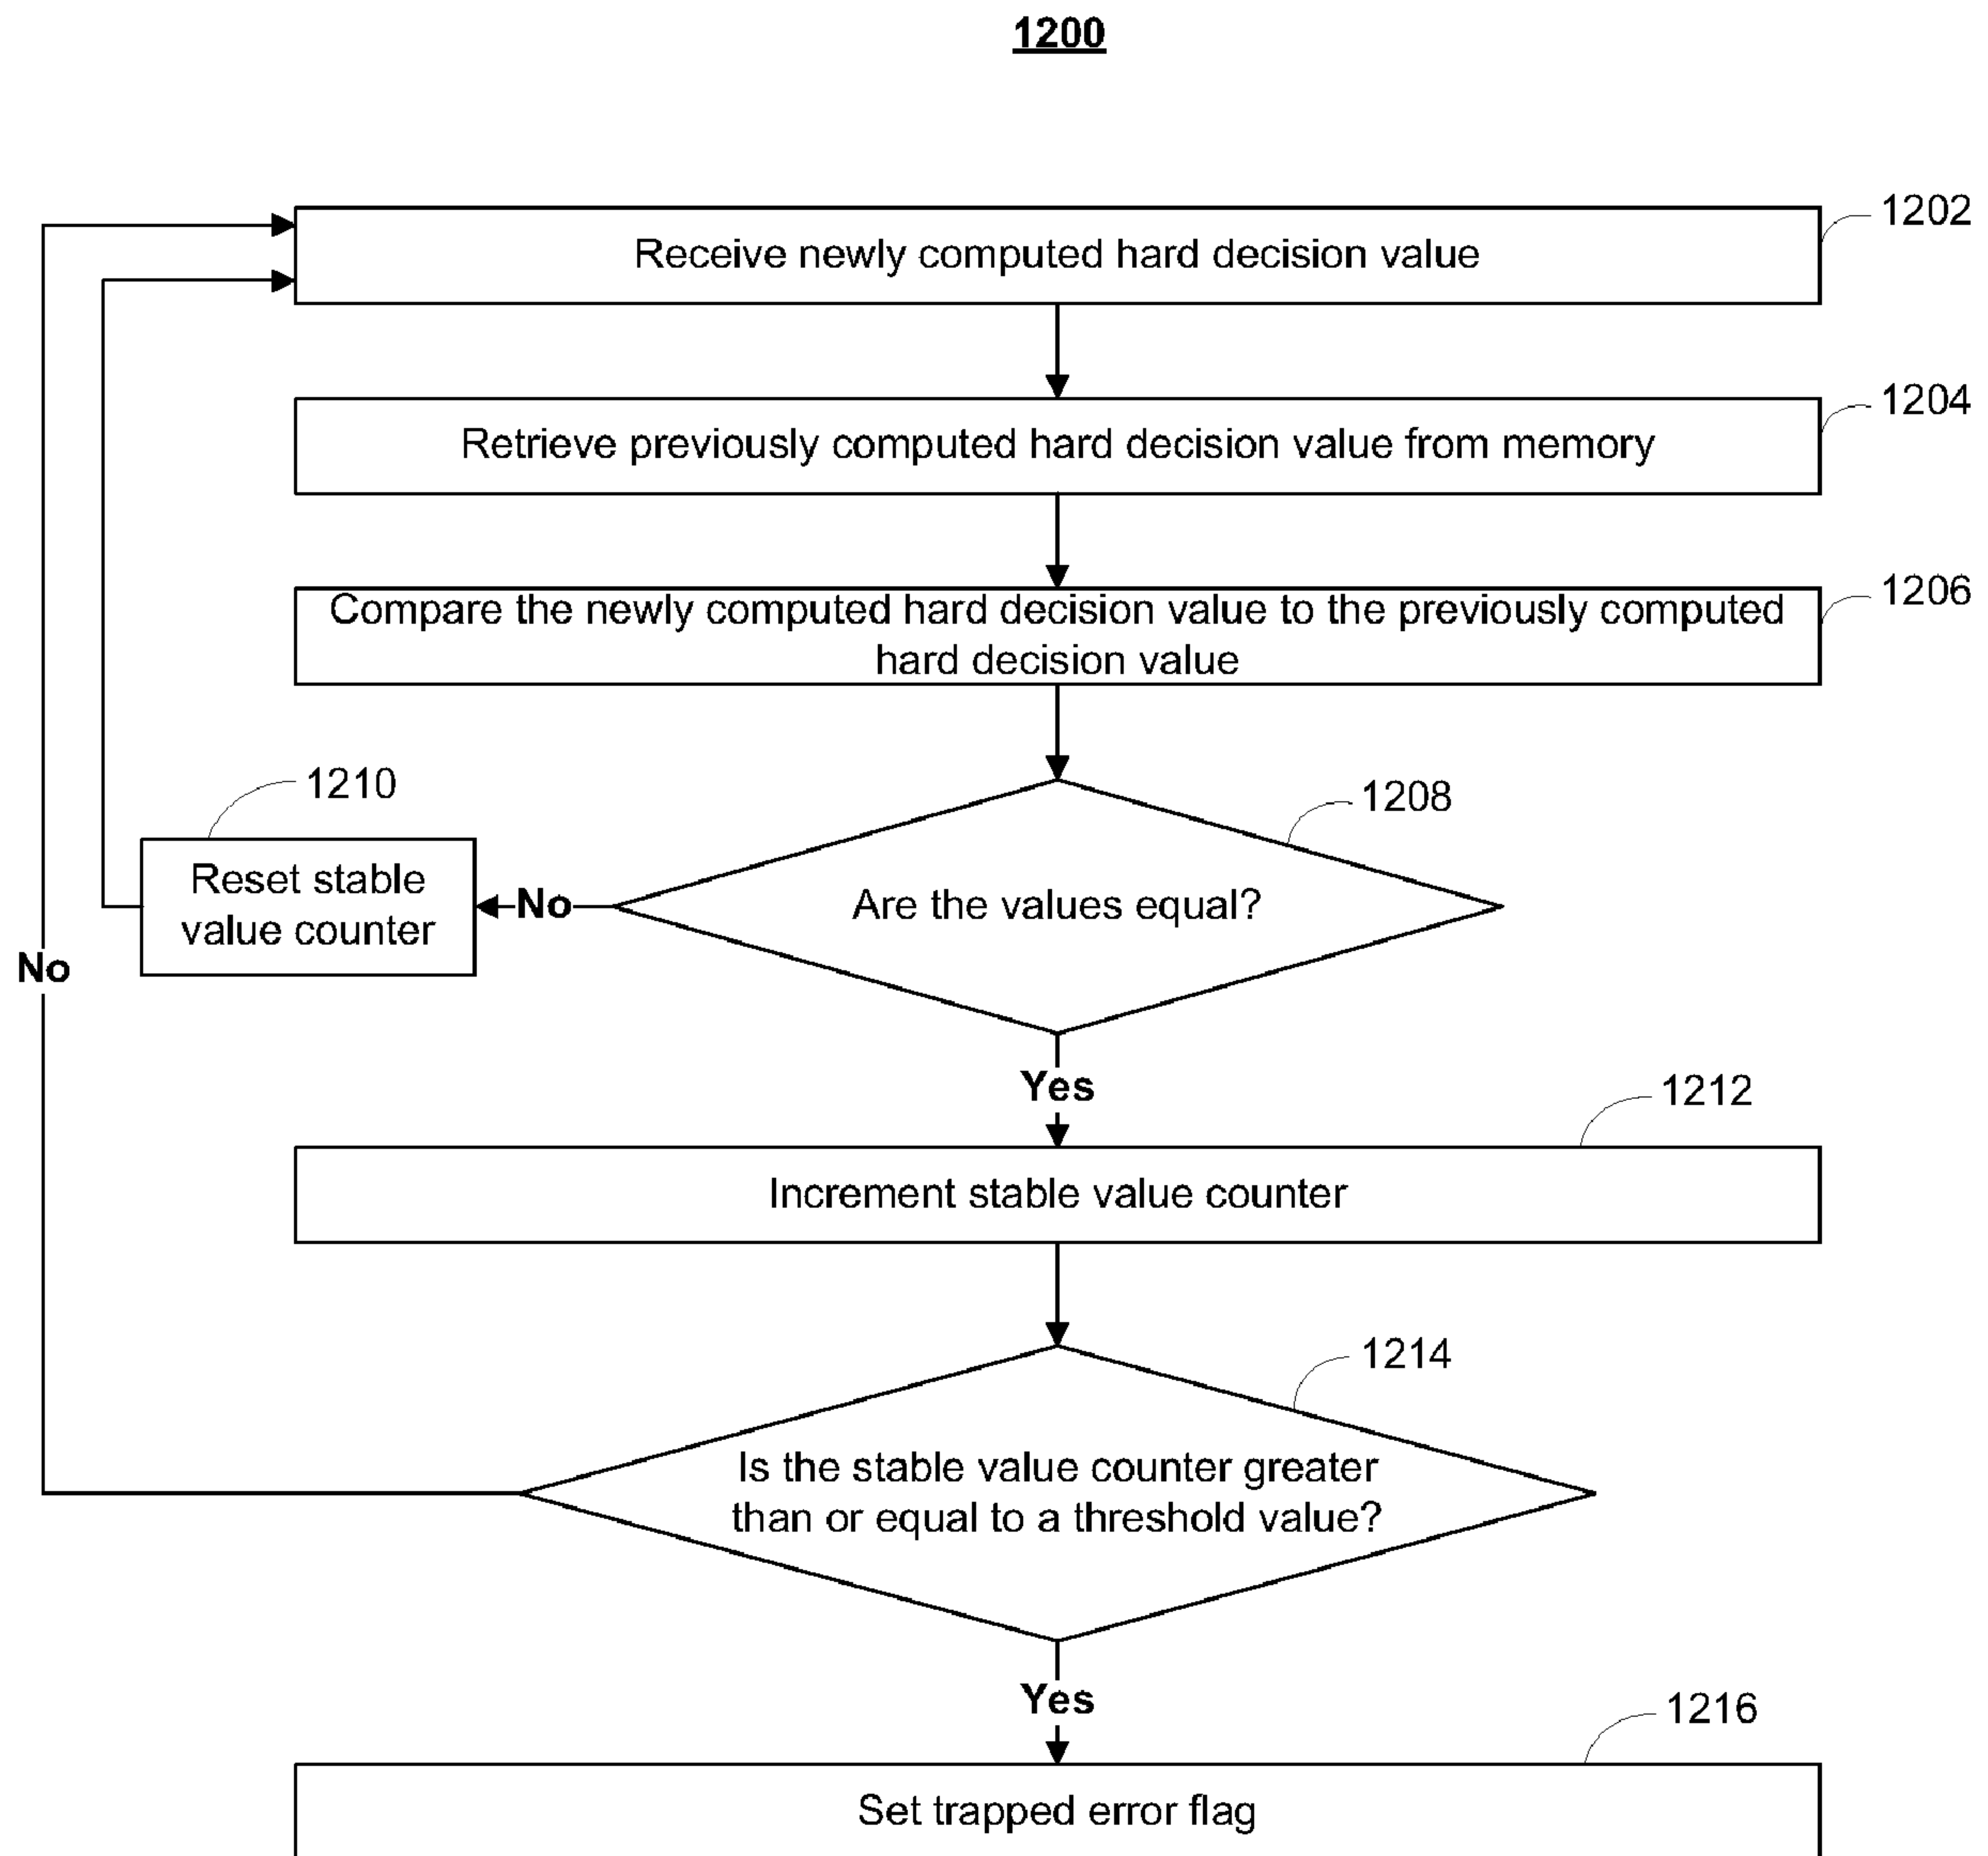 1200
1202
Receive newly computed hard decision value
1204
Retrieve previously computed hard decision value from memory
1206
Compare the newly computed hard decision value to the previously computed
hard decision value
1210
1208
Reset stable
value counter
No
Are the values equal?
No
Yes
1212
Increment stable value counter
1214
Is the stable value counter greater
than or equal to a threshold value?
Yes
1216
Set trapped error flag